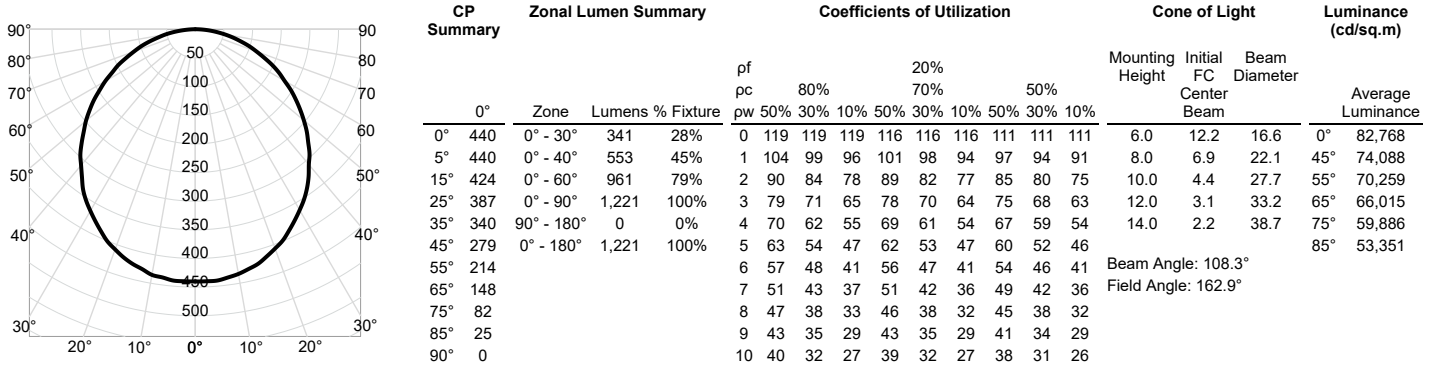 90° 90
80° 80
70° 70
60° 60
50° 50°
40° 40°
30° 30°
20° 10° 0° 10° 20°
50
100
150
200
250
300
350
400
450
500
CP Summary
0°
0° 440
5° 440
15° 424
25° 387
35° 340
45° 279
55° 214
65° 148
75° 82
85° 25
90° 0
Zonal Lumen Summary
Zone Lumens % Fixture
0° - 30° 341 28%
0° - 40° 553 45%
0° - 60° 961 79%
0° - 90° 1,221 100%
90° - 180° 0 0%
0° - 180° 1,221 100%
Coefficients of Utilization
ρf 20%
ρc 80% 70% 50%
ρw 50% 30% 10% 50% 30% 10% 50% 30% 10%
0 119 119 119 116 116 116 111 111 111
1 104 99 96 101 98 94 97 94 91
2 90 84 78 89 82 77 85 80 75
3 79 71 65 78 70 64 75 68 63
4 70 62 55 69 61 54 67 59 54
5 63 54 47 62 53 47 60 52 46
6 57 48 41 56 47 41 54 46 41
7 51 43 37 51 42 36 49 42 36
8 47 38 33 46 38 32 45 38 32
9 43 35 29 43 35 29 41 34 29
10 40 32 27 39 32 27 38 31 26
Cone of Light
Mounting Height Initial FC Center Beam Beam Diameter
6.0 12.2 16.6
8.0 6.9 22.1
10.0 4.4 27.7
12.0 3.1 33.2
14.0 2.2 38.7
Beam Angle: 108.3°
Field Angle: 162.9°
Luminance
(cd/sq.m)
Average
Luminance
0° 82,768
45° 74,088
55° 70,259
65° 66,015
75° 59,886
85° 53,351